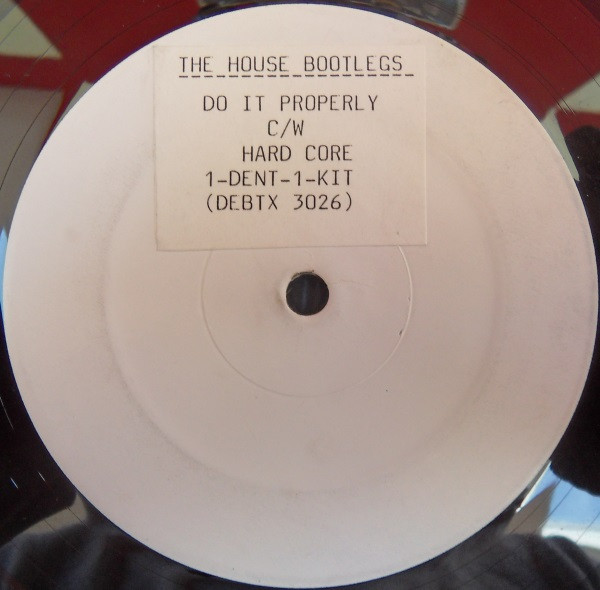 THE HOUSE BOOTLEGS
DO IT PROPERLY
C/W
HARD CORE
1-DENT-1-KIT
(DEBTX 3026)